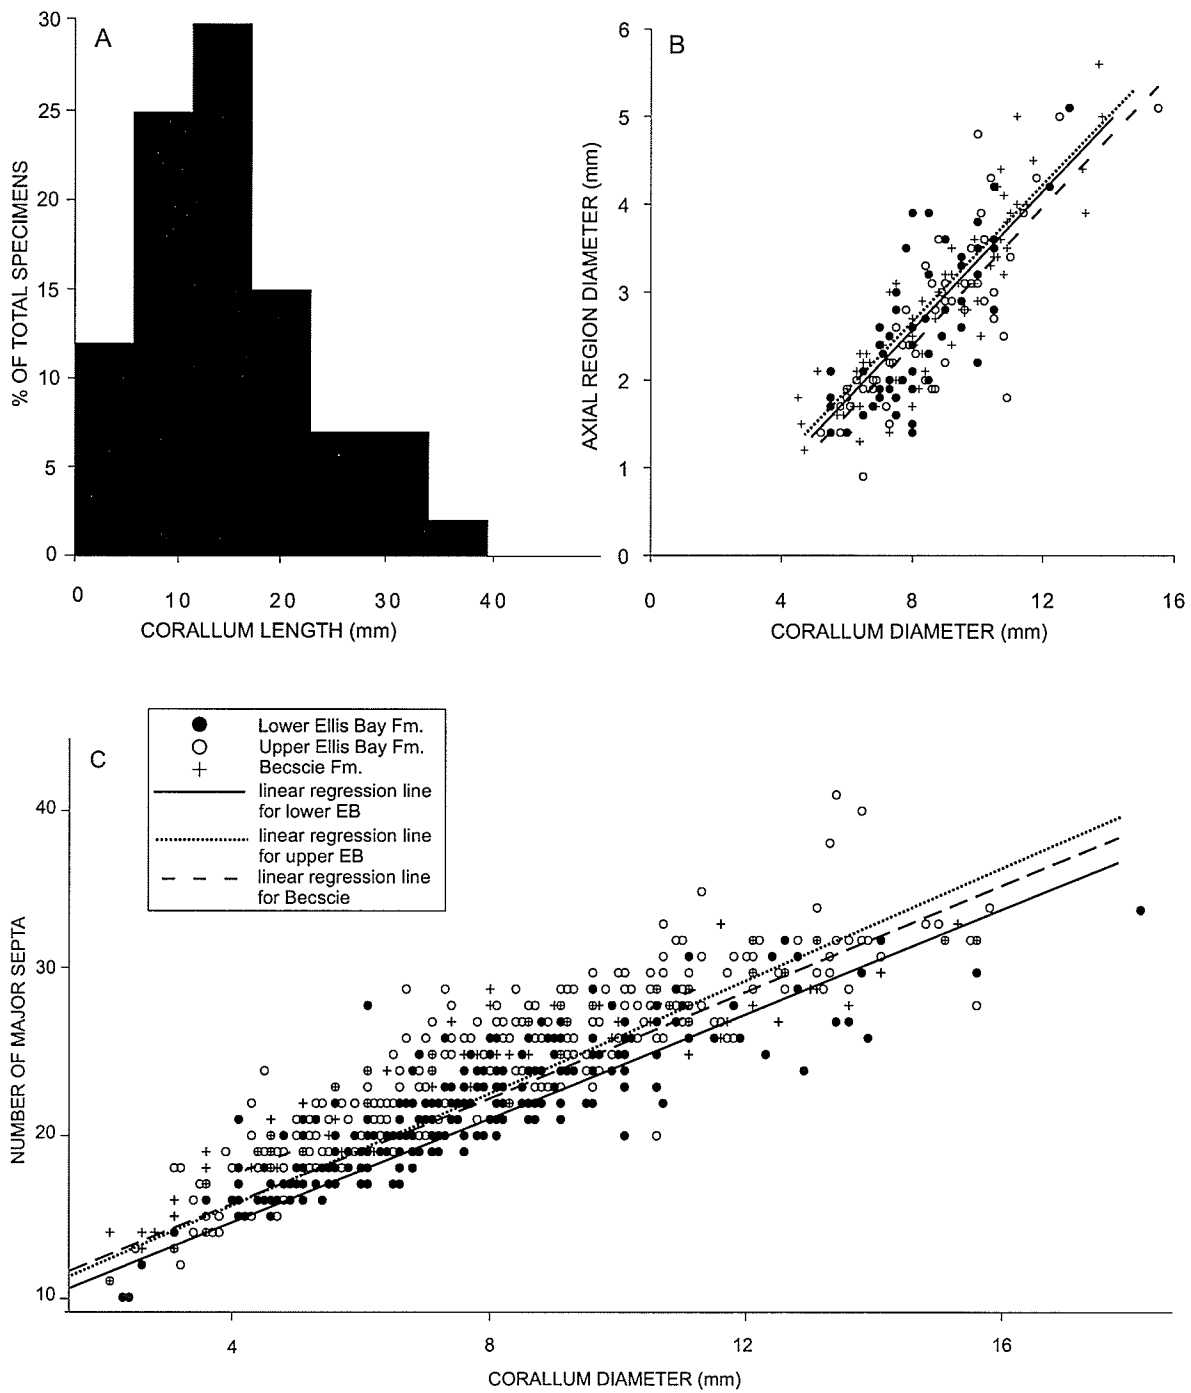 A
% OF TOTAL SPECIMENS
30
25
20
15
10
5
0
0 10 20 30 40
CORALLUM LENGTH (mm)
B
AXIAL REGION DIAMETER (mm)
6
5
4
3
2
1
0
0 4 8 12 16
CORALLUM DIAMETER (mm)
C
Lower Ellis Bay Fm.
Upper Ellis Bay Fm.
Becscie Fm.
linear regression line
for lower EB
linear regression line
for upper EB
linear regression line
for Becscie
NUMBER OF MAJOR SEPTA
40
30
20
10
4 8 12 16
CORALLUM DIAMETER (mm)